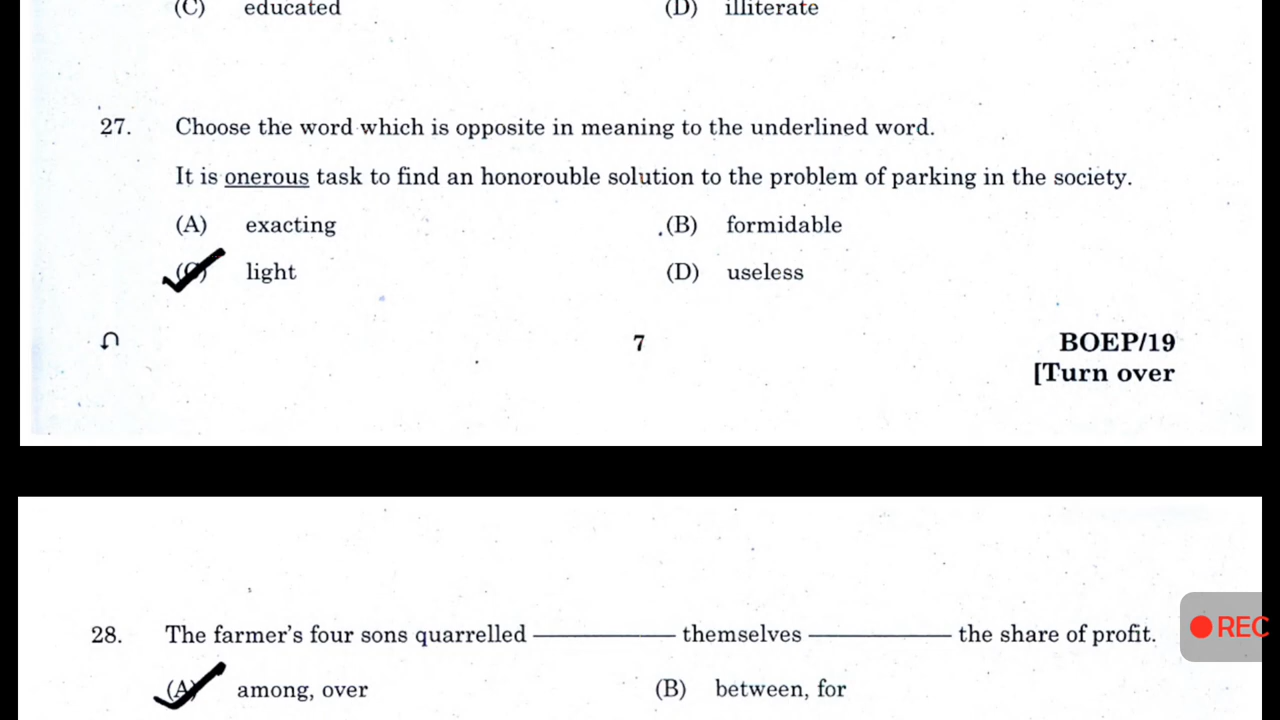 (C) educated (D) illiterate
27. Choose the word which is opposite in meaning to the underlined word.
It is onerous task to find an honorouble solution to the problem of parking in the society.
(A) exacting (B) formidable
(C) light (D) useless
7 BOEP/19
[Turn over
28. The farmer's four sons quarrelled ———— themselves ———— the share of profit.
REC
(A) among, over (B) between, for